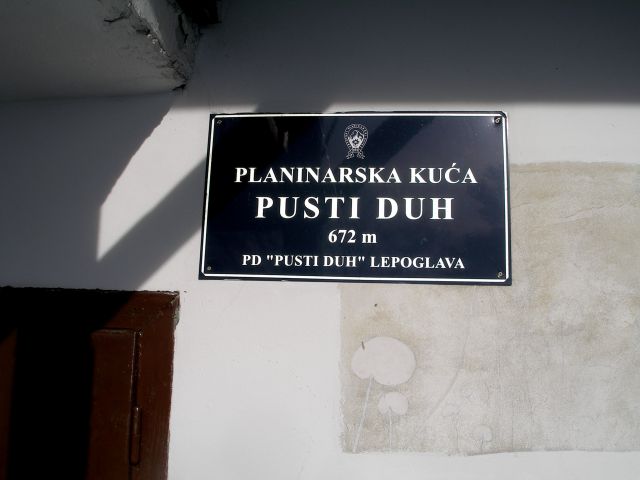 PLANINARSKA KUĆA
PUSTI DUH
672 m
PD "PUSTI DUH" LEPOGLAVA